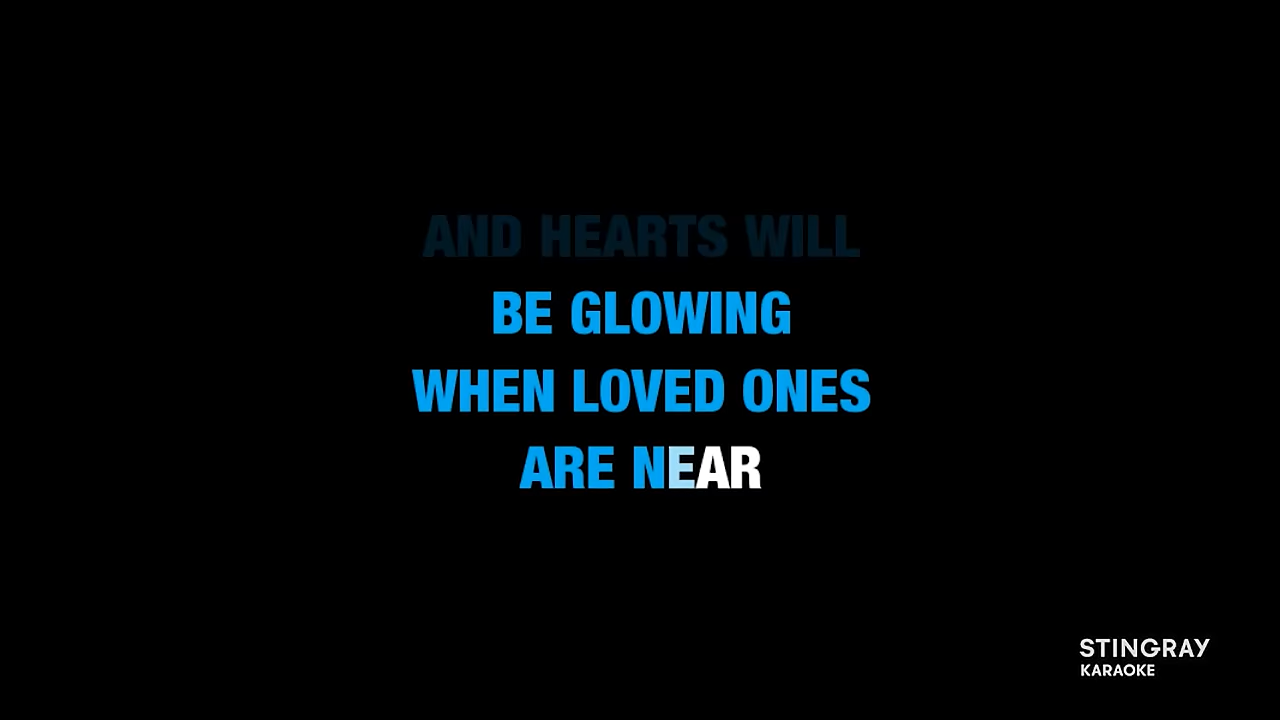 AND HEARTS WILL
BE GLOWING
WHEN LOVED ONES
ARE NEAR
STINGRAY
KARAOKE